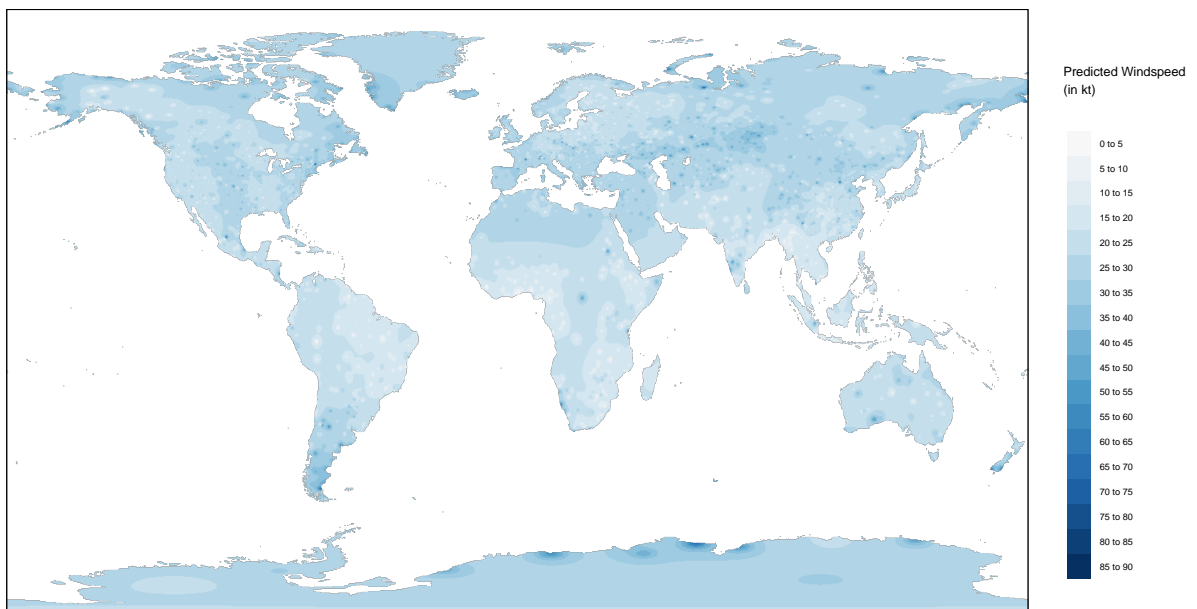 Predicted Windspeed
(in kt)
0 to 5
5 to 10
10 to 15
15 to 20
20 to 25
25 to 30
30 to 35
35 to 40
40 to 45
45 to 50
50 to 55
55 to 60
60 to 65
65 to 70
70 to 75
75 to 80
80 to 85
85 to 90